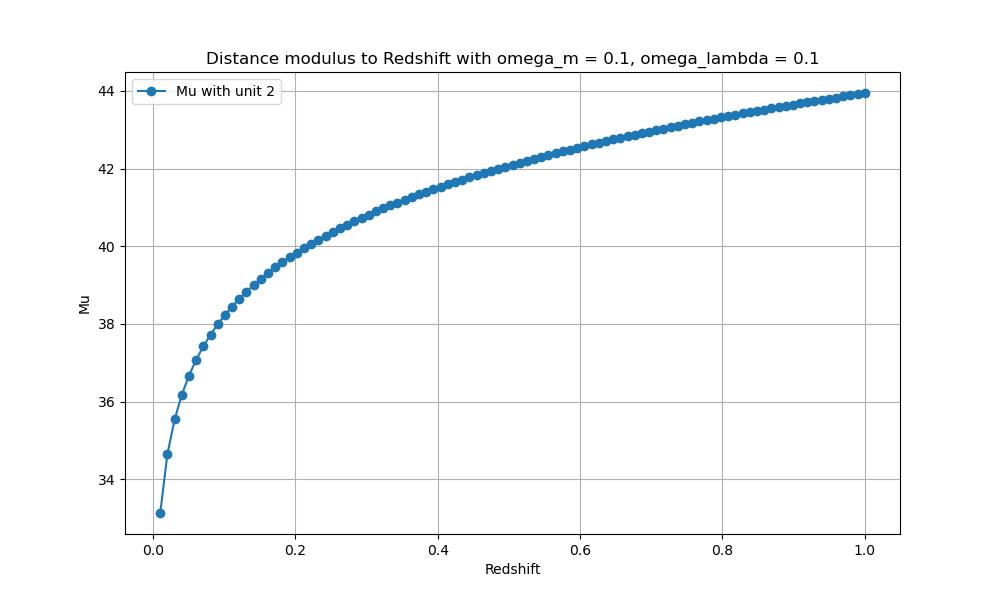 Distance modulus to Redshift with omega_m = 0.1, omega_lambda = 0.1
Mu with unit 2
44
42
40
38
36
34
Mu
0.0 0.2 0.4 0.6 0.8 1.0
Redshift